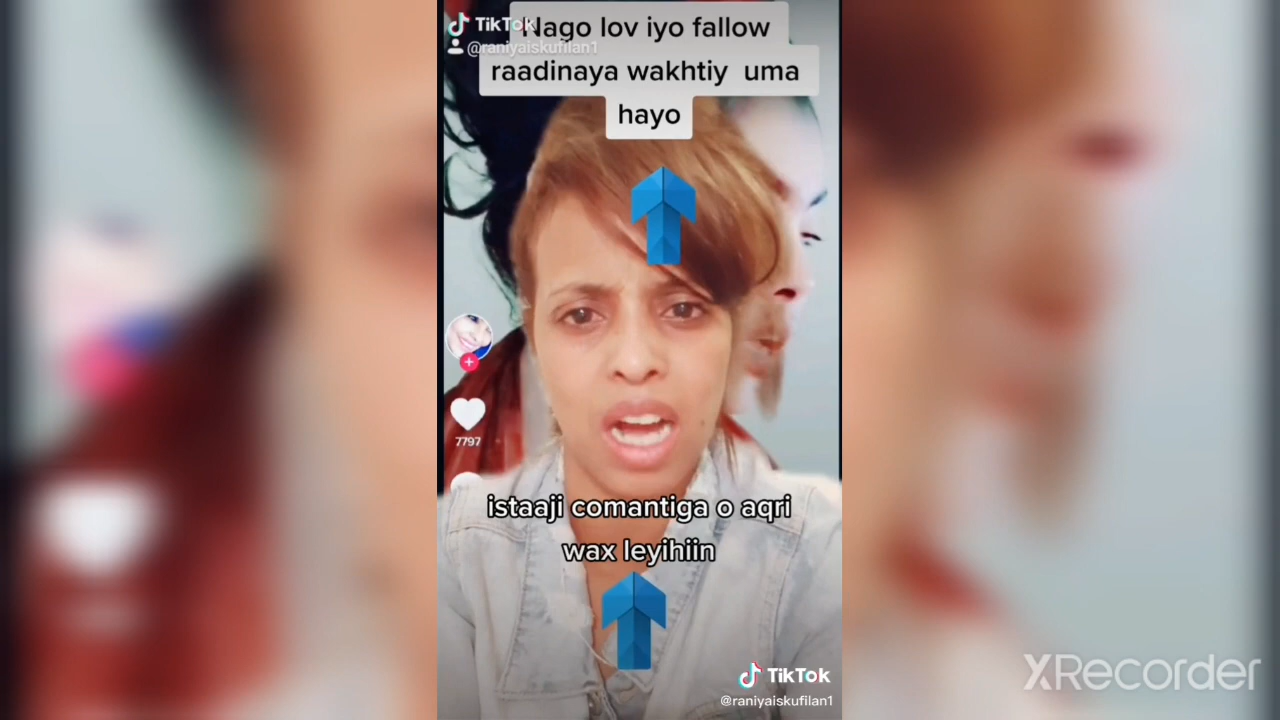 TikTok
@raniyaiskufilan1
Nago lov iyo fallow
raadinaya wakhtiy uma
hayo
7797
istaaji comantiga o aqri
wax leyihiin
TikTok
@raniyaiskufilan1
XRecorder